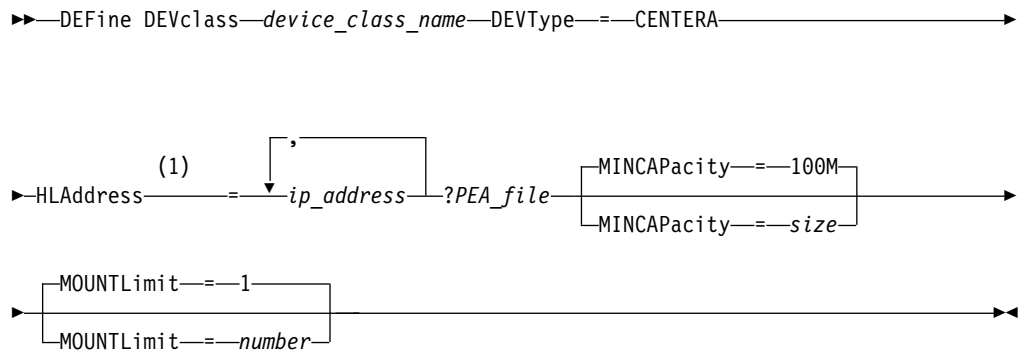 DEFine DEVclass device_class_name DEVType = CENTERA
,
(1)
HLAddress = ip_address ?PEA_file
MINCAPacity = 100M
MINCAPacity = size
MOUNTLimit = 1
MOUNTLimit = number